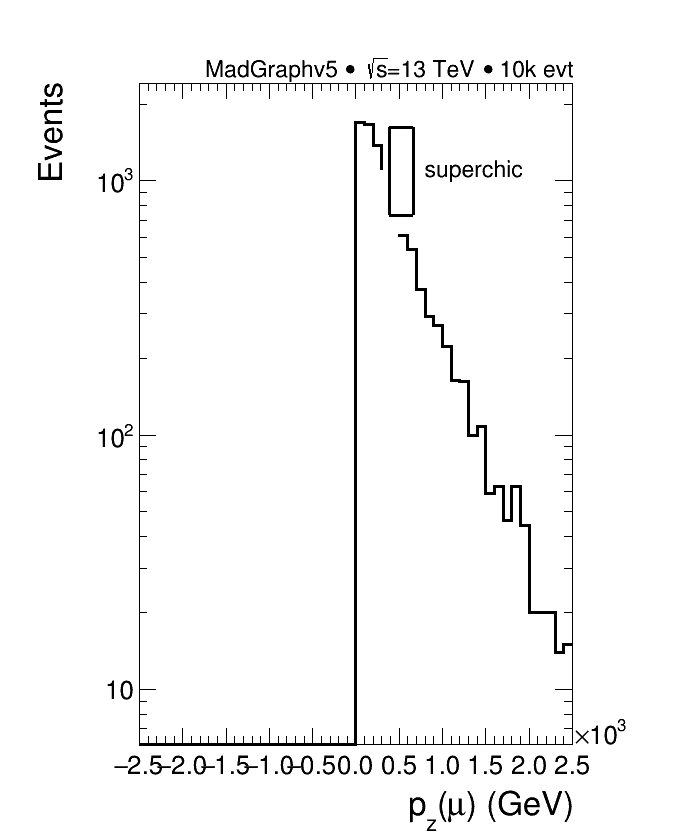 MadGraphv5 • √s=13 TeV • 10k evt
Events
superchic
10³
10²
10
×10³
−2.5 −2.0 −1.5 −1.0 −0.5 0.0 0.5 1.0 1.5 2.0 2.5
p_z(μ) (GeV)